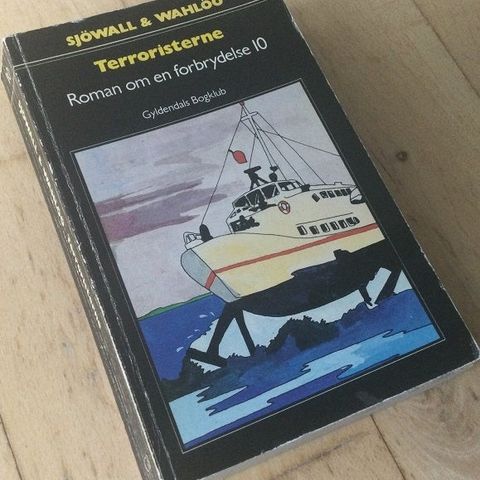 SJÖWALL & WAHLÖÖ
Terroristerne
Roman om en forbrydelse 10
Gyldendals Bogklub